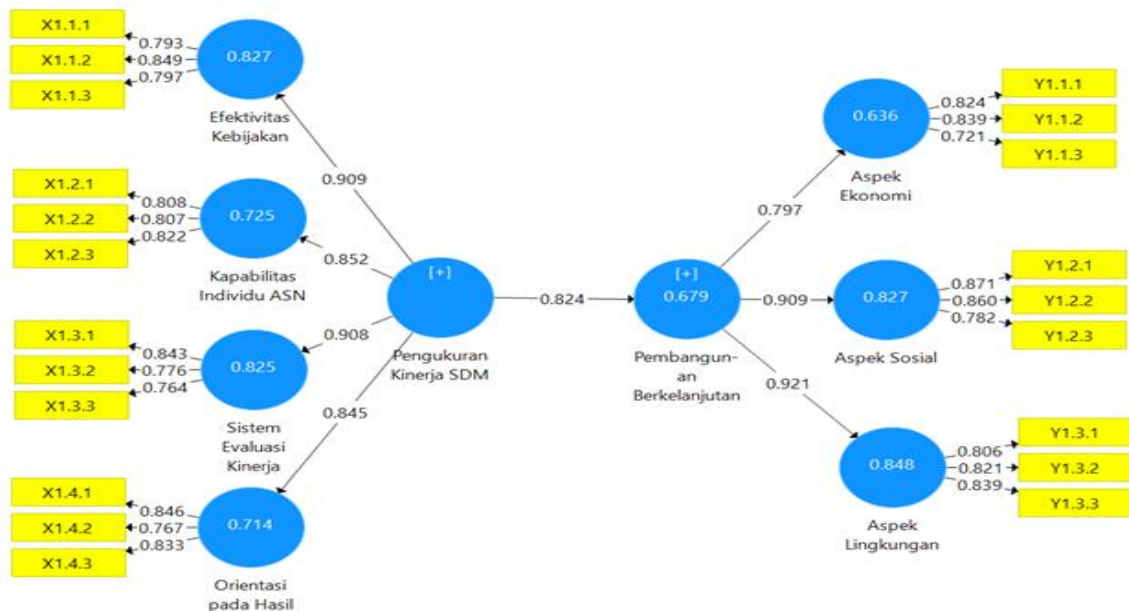 X1.1.1
X1.1.2
X1.1.3
0.793
0.849
0.797
0.827
Efektivitas
Kebijakan
0.909
X1.2.1
X1.2.2
X1.2.3
0.808
0.807
0.822
0.725
Kapabilitas
Individu ASN
0.852
X1.3.1
X1.3.2
X1.3.3
0.843
0.776
0.764
0.825
Sistem
Evaluasi
Kinerja
0.908
X1.4.1
X1.4.2
X1.4.3
0.846
0.767
0.833
0.714
Orientasi
pada Hasil
0.845
[+]
Pengukuran
Kinerja SDM
0.824
[+]
0.679
Pembangun-
an
Berkelanjutan
0.797
0.636
Aspek
Ekonomi
0.824
0.839
0.721
Y1.1.1
Y1.1.2
Y1.1.3
0.909
0.827
Aspek Sosial
0.871
0.860
0.782
Y1.2.1
Y1.2.2
Y1.2.3
0.921
0.848
Aspek
Lingkungan
0.806
0.821
0.839
Y1.3.1
Y1.3.2
Y1.3.3